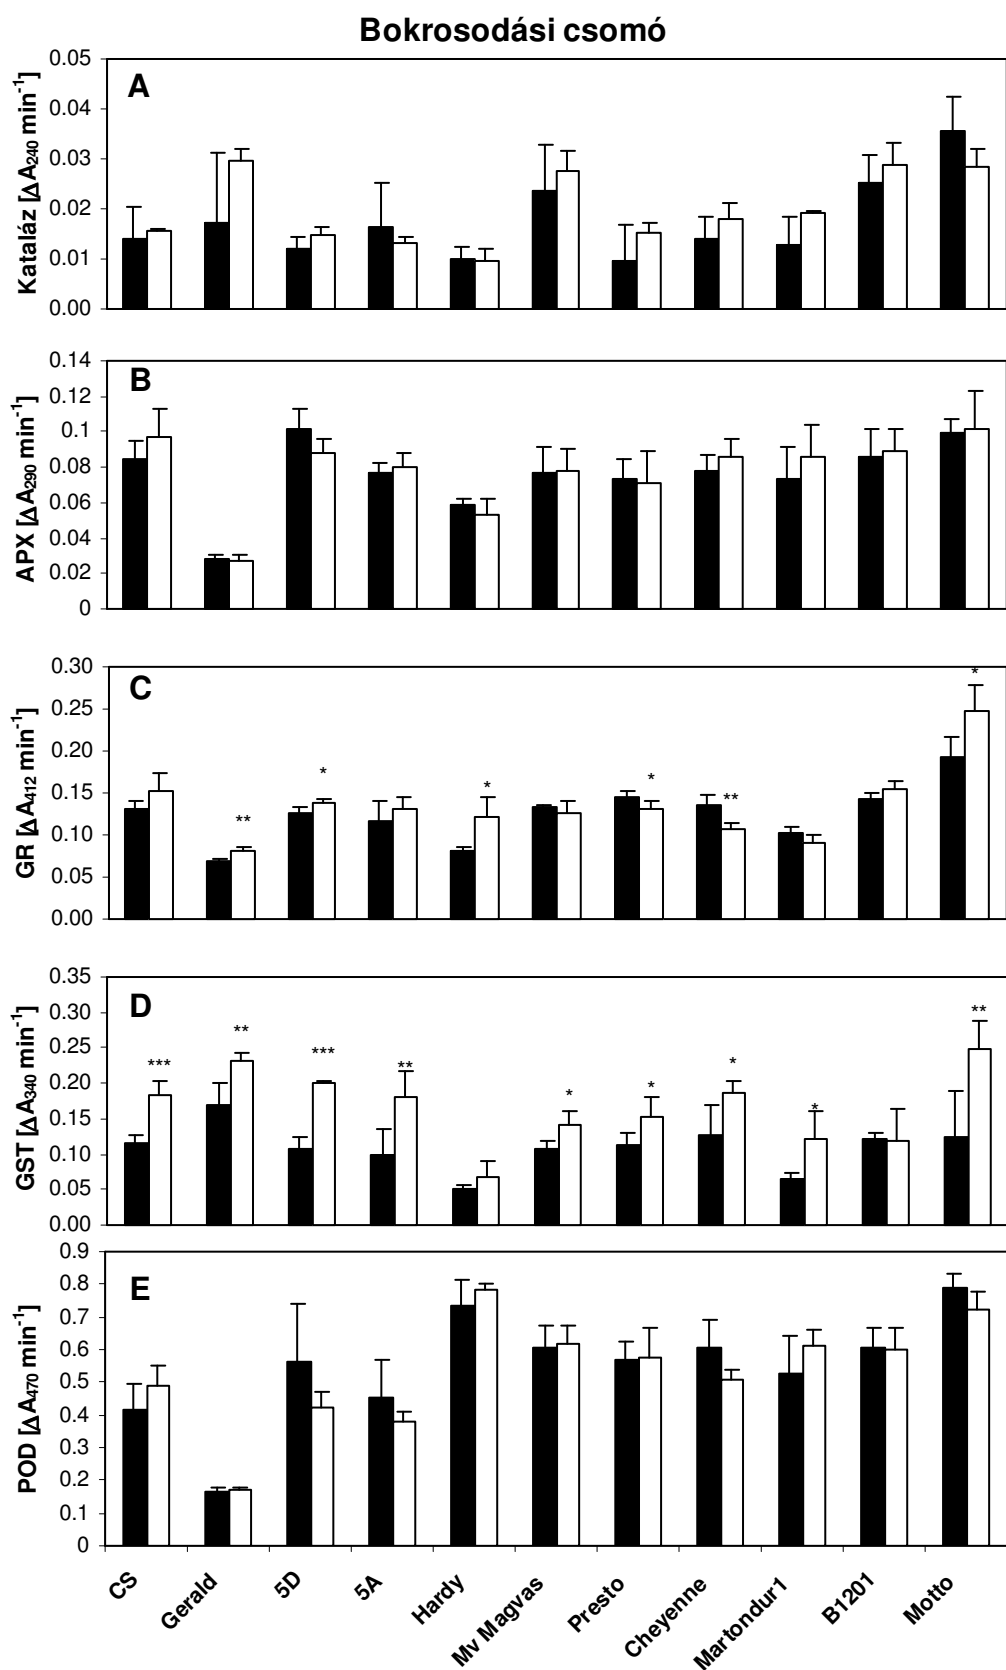 Bokrosodási csomó
A
Kataláz [ΔA₂₄₀ min⁻¹]
0.05
0.04
0.03
0.02
0.01
0.00
B
APX [ΔA₂₉₀ min⁻¹]
0.14
0.12
0.1
0.08
0.06
0.04
0.02
0
C
GR [ΔA₄₁₂ min⁻¹]
0.30
0.25
0.20
0.15
0.10
0.05
0.00
** * * * ** *
D
GST [ΔA₃₄₀ min⁻¹]
0.35
0.30
0.25
0.20
0.15
0.10
0.05
0.00
*** ** *** ** * * * * **
E
POD [ΔA₄₇₀ min⁻¹]
0.9
0.8
0.7
0.6
0.5
0.4
0.3
0.2
0.1
0
CS
Gerald
5D
5A
Hardy
Mv Magvas
Presto
Cheyenne
Martondur1
B1201
Motto